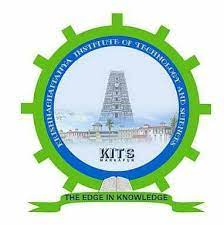 KRISHNACHAITANYA INSTITUTE OF TECHNOLOGY AND SCIENCES
KITS
MARKAPUR
THE EDGE IN KNOWLEDGE